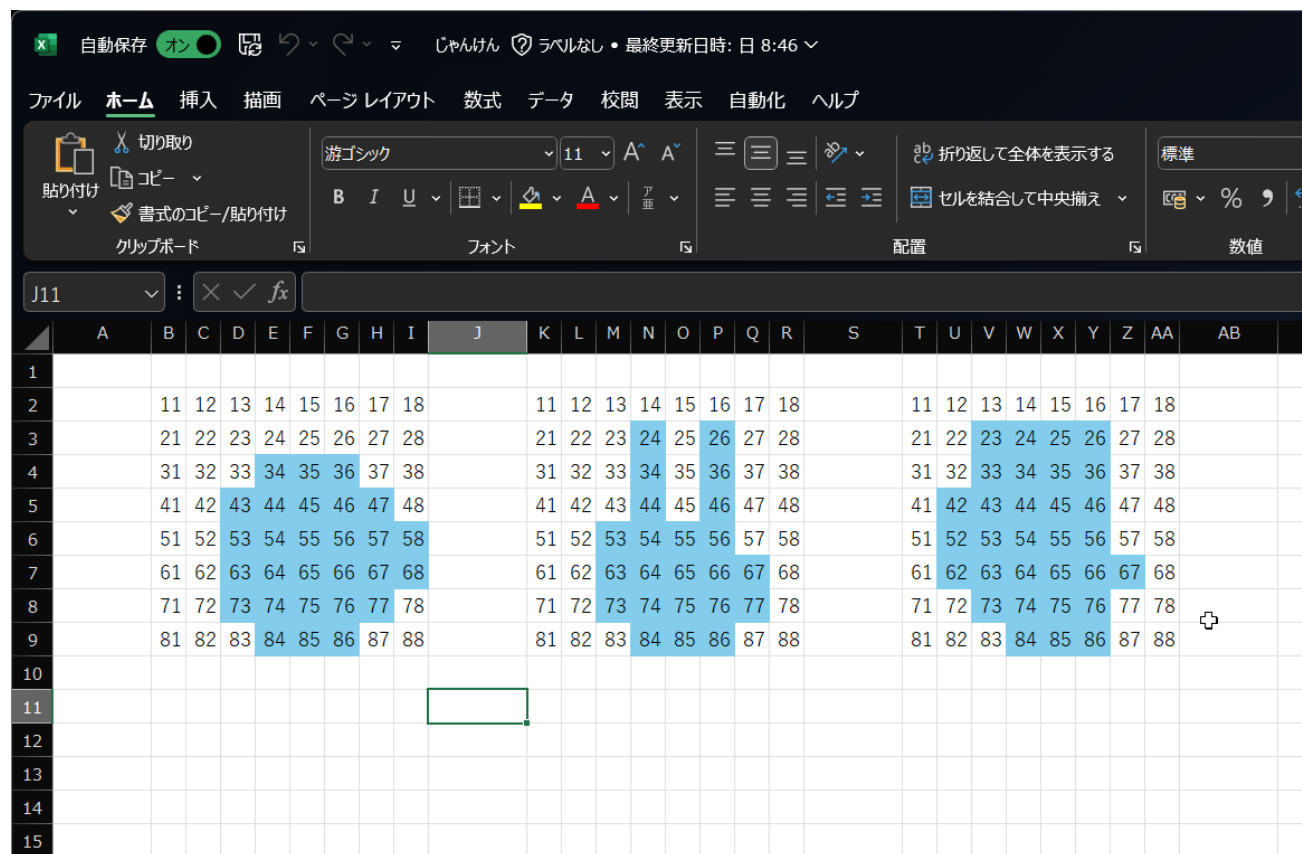 自動保存 オン じゃんけん ラベルなし • 最終更新日時: 日 8:46
ファイル ホーム 挿入 描画 ページ レイアウト 数式 データ 校閲 表示 自動化 ヘルプ
切り取り
コピー
書式のコピー/貼り付け
貼り付け
クリップボード
游ゴシック 11 A A
B I U A ア亜
フォント
ab c 折り返して全体を表示する
セルを結合して中央揃え
配置
標準
% 9
数値
J11 fx
A B C D E F G H I J K L M N O P Q R S T U V W X Y Z AA AB
1
2 11 12 13 14 15 16 17 18 11 12 13 14 15 16 17 18 11 12 13 14 15 16 17 18
3 21 22 23 24 25 26 27 28 21 22 23 24 25 26 27 28 21 22 23 24 25 26 27 28
4 31 32 33 34 35 36 37 38 31 32 33 34 35 36 37 38 31 32 33 34 35 36 37 38
5 41 42 43 44 45 46 47 48 41 42 43 44 45 46 47 48 41 42 43 44 45 46 47 48
6 51 52 53 54 55 56 57 58 51 52 53 54 55 56 57 58 51 52 53 54 55 56 57 58
7 61 62 63 64 65 66 67 68 61 62 63 64 65 66 67 68 61 62 63 64 65 66 67 68
8 71 72 73 74 75 76 77 78 71 72 73 74 75 76 77 78 71 72 73 74 75 76 77 78
9 81 82 83 84 85 86 87 88 81 82 83 84 85 86 87 88 81 82 83 84 85 86 87 88
10
11
12
13
14
15